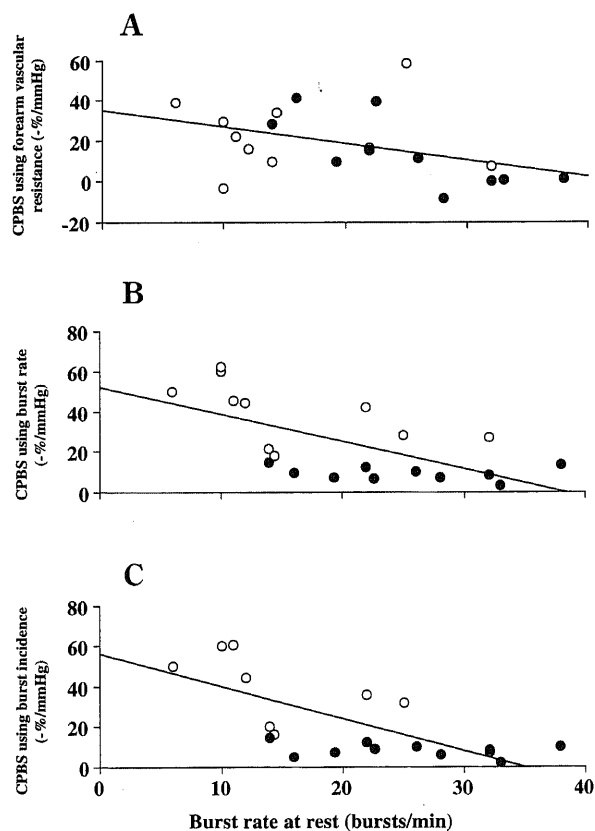 A
CPBS using forearm vascular
resistance (-%/mmHg)
60
40
20
0
-20
B
CPBS using burst rate
(-%/mmHg)
80
60
40
20
0
C
CPBS using burst incidence
(-%/mmHg)
80
60
40
20
0
0 10 20 30 40
Burst rate at rest (bursts/min)